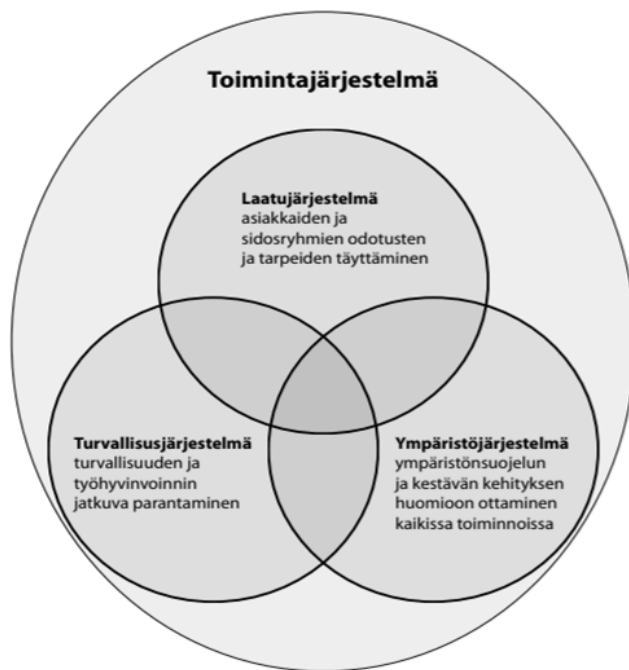 Toimintajärjestelmä
Laatujärjestelmä
asiakkaiden ja
sidosryhmien odotusten
ja tarpeiden täyttäminen
Turvallisusjärjestelmä
turvallisuuden ja
työhyvinvoinnin
jatkuva parantaminen
Ympäristöjärjestelmä
ympäristönsuojelun
ja kestävän kehityksen
huomioon ottaminen
kaikissa toiminnoissa